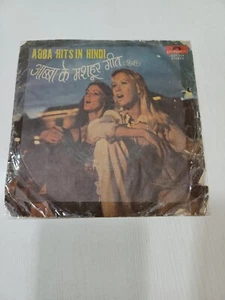 ABBA HITS IN HINDI
आब्बा के मशहूर गीत (हिन्दी)